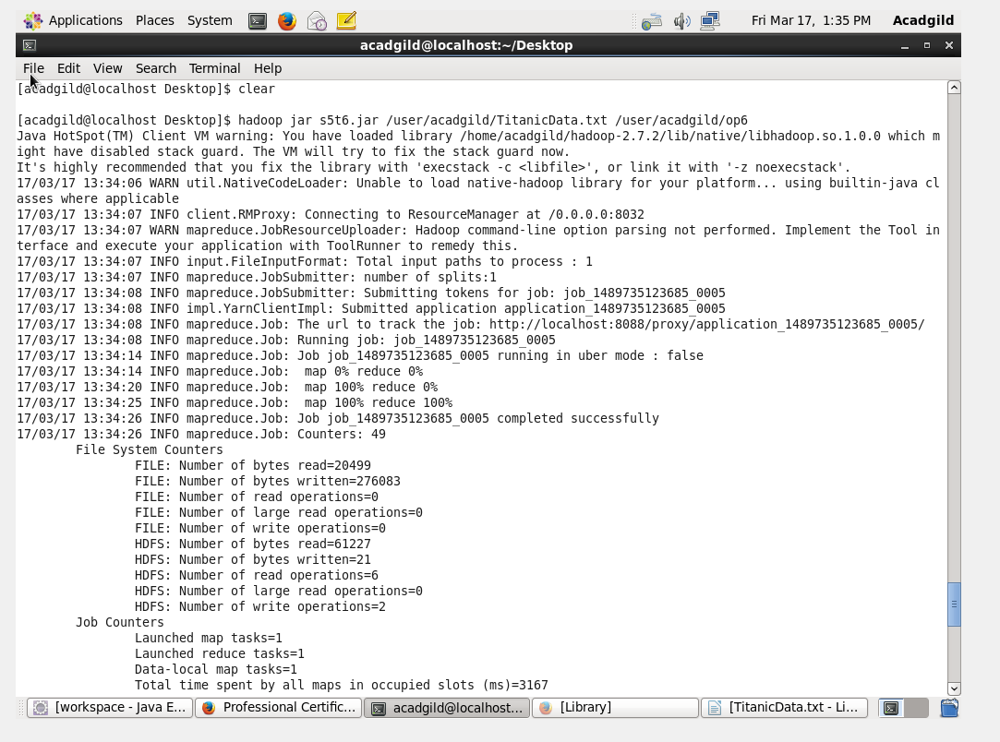 Applications Places System Fri Mar 17, 1:35 PM Acadgild
acadgild@localhost:~/Desktop
File Edit View Search Terminal Help
[acadgild@localhost Desktop]$ clear
[acadgild@localhost Desktop]$ hadoop jar s5t6.jar /user/acadgild/TitanicData.txt /user/acadgild/op6
Java HotSpot(TM) Client VM warning: You have loaded library /home/acadgild/hadoop-2.7.2/lib/native/libhadoop.so.1.0.0 which m
ight have disabled stack guard. The VM will try to fix the stack guard now.
It's highly recommended that you fix the library with 'execstack -c <libfile>', or link it with '-z noexecstack'.
17/03/17 13:34:06 WARN util.NativeCodeLoader: Unable to load native-hadoop library for your platform... using builtin-java cl
asses where applicable
17/03/17 13:34:07 INFO client.RMProxy: Connecting to ResourceManager at /0.0.0.0:8032
17/03/17 13:34:07 WARN mapreduce.JobResourceUploader: Hadoop command-line option parsing not performed. Implement the Tool in
terface and execute your application with ToolRunner to remedy this.
17/03/17 13:34:07 INFO input.FileInputFormat: Total input paths to process : 1
17/03/17 13:34:07 INFO mapreduce.JobSubmitter: number of splits:1
17/03/17 13:34:08 INFO mapreduce.JobSubmitter: Submitting tokens for job: job_1489735123685_0005
17/03/17 13:34:08 INFO impl.YarnClientImpl: Submitted application application_1489735123685_0005
17/03/17 13:34:08 INFO mapreduce.Job: The url to track the job: http://localhost:8088/proxy/application_1489735123685_0005/
17/03/17 13:34:08 INFO mapreduce.Job: Running job: job_1489735123685_0005
17/03/17 13:34:14 INFO mapreduce.Job: Job job_1489735123685_0005 running in uber mode : false
17/03/17 13:34:14 INFO mapreduce.Job:  map 0% reduce 0%
17/03/17 13:34:20 INFO mapreduce.Job:  map 100% reduce 0%
17/03/17 13:34:25 INFO mapreduce.Job:  map 100% reduce 100%
17/03/17 13:34:26 INFO mapreduce.Job: Job job_1489735123685_0005 completed successfully
17/03/17 13:34:26 INFO mapreduce.Job: Counters: 49
File System Counters
FILE: Number of bytes read=20499
FILE: Number of bytes written=276083
FILE: Number of read operations=0
FILE: Number of large read operations=0
FILE: Number of write operations=0
HDFS: Number of bytes read=61227
HDFS: Number of bytes written=21
HDFS: Number of read operations=6
HDFS: Number of large read operations=0
HDFS: Number of write operations=2
Job Counters
Launched map tasks=1
Launched reduce tasks=1
Data-local map tasks=1
Total time spent by all maps in occupied slots (ms)=3167
[workspace - Java E... Professional Certific... acadgild@localhost... [Library] [TitanicData.txt - Li...